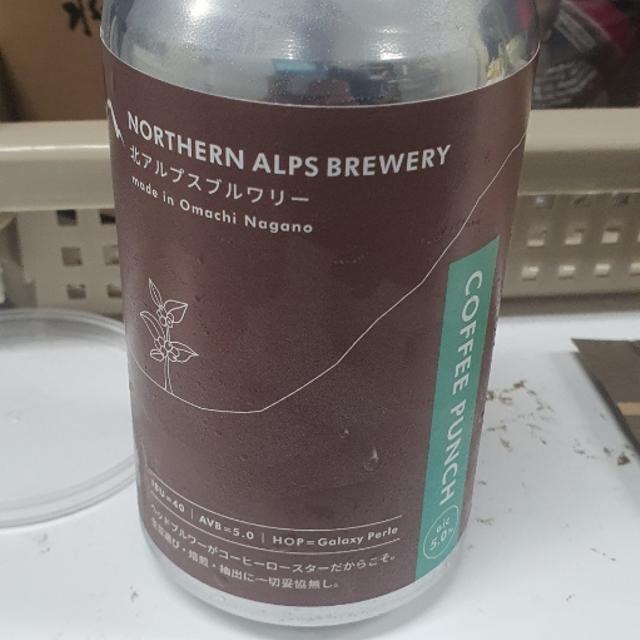 NORTHERN ALPS BREWERY
北アルプスブルワリー
made in Omachi Nagano
COFFEE PUNCH
alc
5.0%
IBU=40 | AVB=5.0 | HOP=Galaxy Perle
ヘッドブルワーがコーヒーロースターだからこそ。
生豆選び・焙煎・抽出に一切妥協無し。